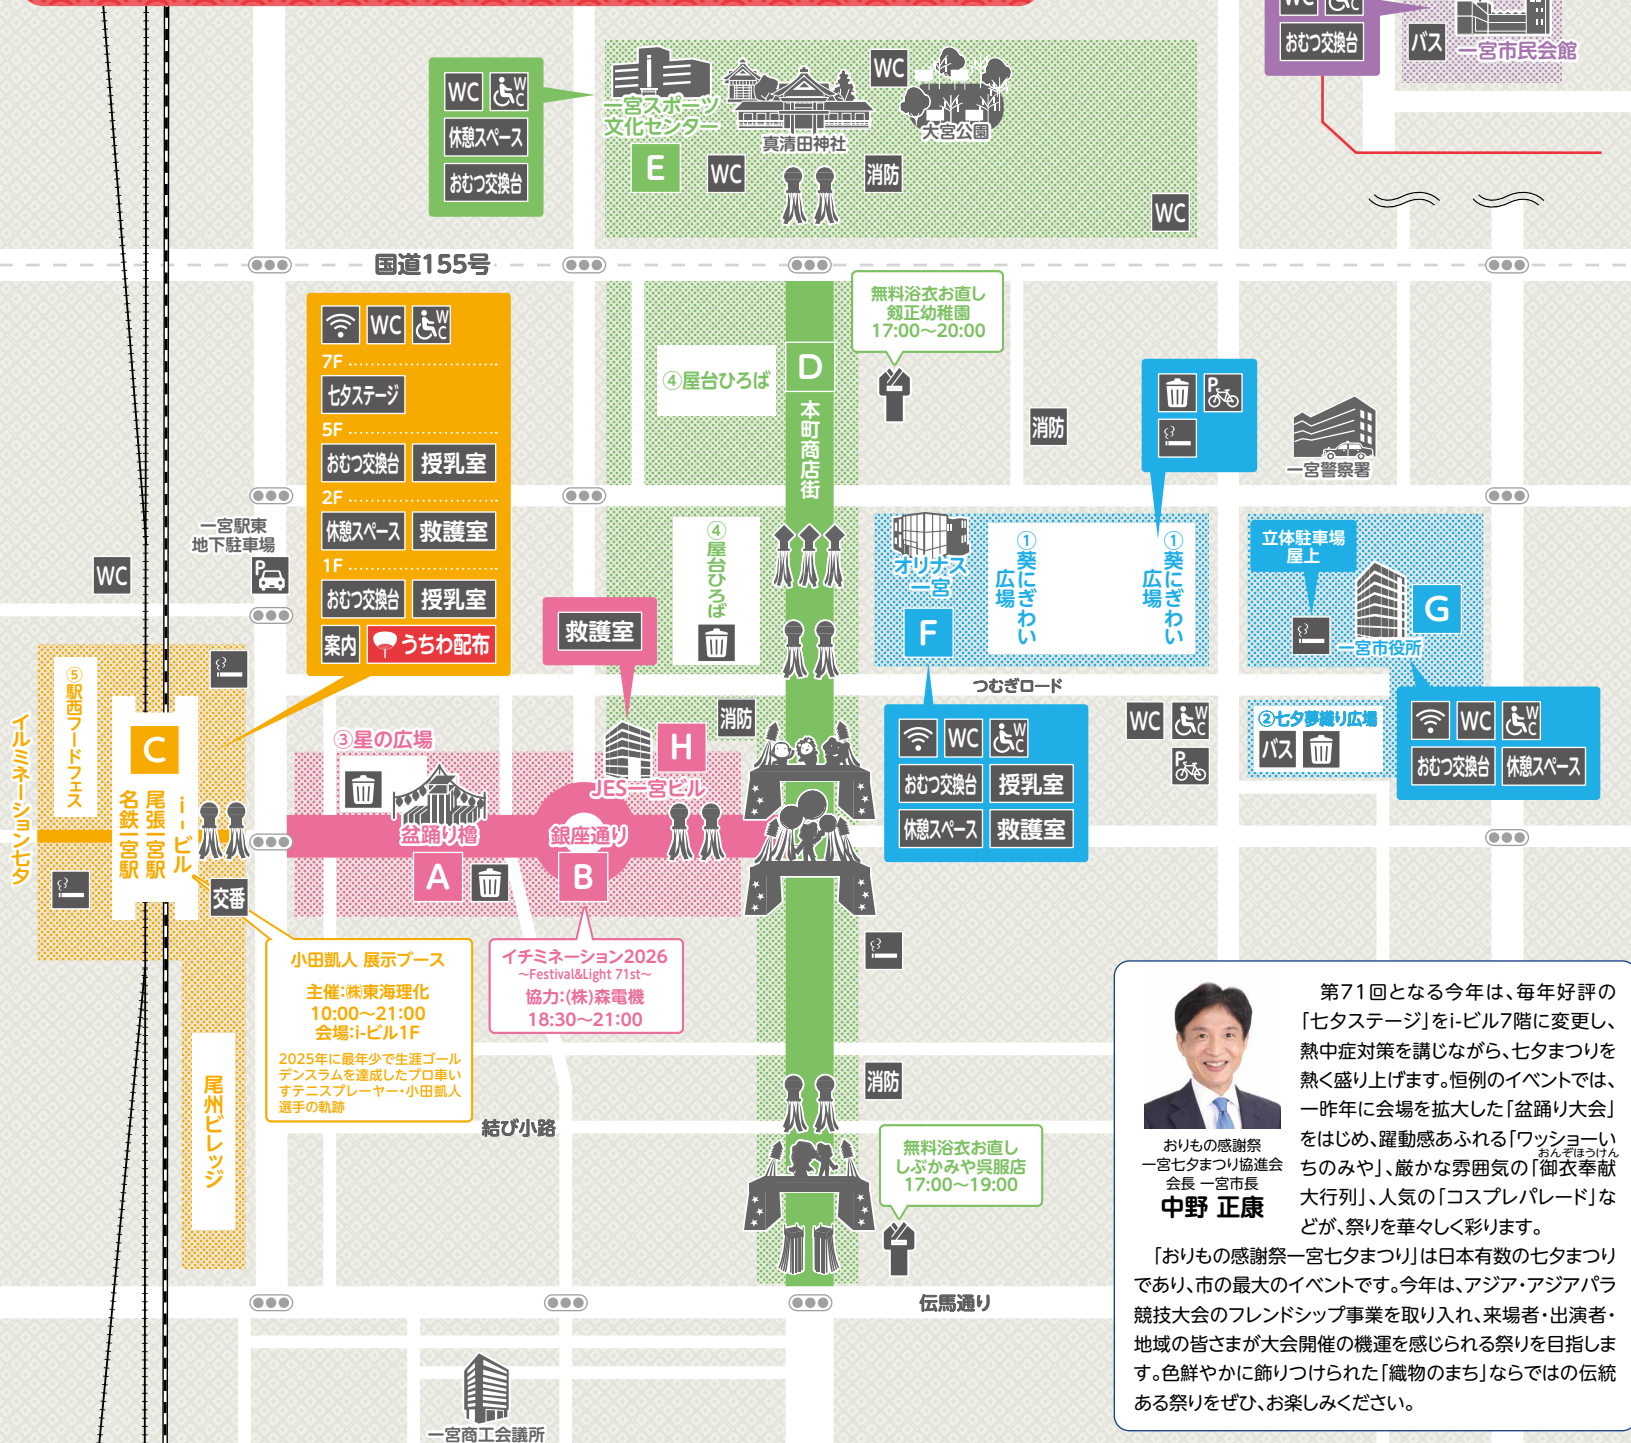 WC
WC
おむつ交換台
バス
一宮市民会館
WC
WC
休憩スペース
おむつ交換台
一宮スポーツ
文化センター
E
WC
真清田神社
WC
消防
大宮公園
WC
国道155号
WC
WC
7F
七夕ステージ
5F
おむつ交換台
授乳室
2F
休憩スペース
救護室
1F
おむつ交換台
授乳室
案内
うちわ配布
無料浴衣お直し
剱正幼稚園
17:00〜20:00
④屋台ひろば
D
本町商店街
消防
P
一宮警察署
一宮駅東
地下駐車場
P
WC
④屋台ひろば
救護室
オリナス
一宮
F
①葵にぎわい
広場
①葵にぎわい
広場
立体駐車場
屋上
G
一宮市役所
つむぎロード
イルミネーション七夕
⑤駅西フードフェス
C
i-ビル
尾張一宮駅
名鉄一宮駅
交番
③星の広場
盆踊り櫓
A
消防
H
JES一宮ビル
銀座通り
B
WC
WC
おむつ交換台
授乳室
休憩スペース
救護室
WC
WC
P
②七夕夢織り広場
バス
WC
WC
おむつ交換台
休憩スペース
小田凱人 展示ブース
主催:㈱東海理化
10:00〜21:00
会場:i-ビル1F
2025年に最年少で生涯ゴール
デンスラムを達成したプロ車い
すテニスプレーヤー・小田凱人
選手の軌跡
イチミネーション2026
〜Festival&Light 71st〜
協力:(株)森電機
18:30〜21:00
尾州ビレッジ
結び小路
消防
無料浴衣お直し
しぶかみや呉服店
17:00〜19:00
伝馬通り
一宮商工会議所
おりもの感謝祭
一宮七夕まつり協進会
会長 一宮市長
中野 正康
第71回となる今年は、毎年好評の
「七夕ステージ」をi-ビル7階に変更し、
熱中症対策を講じながら、七夕まつりを
熱く盛り上げます。恒例のイベントでは、
一昨年に会場を拡大した「盆踊り大会」
をはじめ、躍動感あふれる「ワッショーい
おんぞほうけん
ちのみや」、厳かな雰囲気の「御衣奉献
大行列」、人気の「コスプレパレード」な
どが、祭りを華々しく彩ります。
「おりもの感謝祭一宮七夕まつり」は日本有数の七夕まつり
であり、市の最大のイベントです。今年は、アジア・アジアパラ
競技大会のフレンドシップ事業を取り入れ、来場者・出演者・
地域の皆さまが大会開催の機運を感じられる祭りを目指しま
す。色鮮やかに飾りつけられた「織物のまち」ならではの伝統
ある祭りをぜひ、お楽しみください。